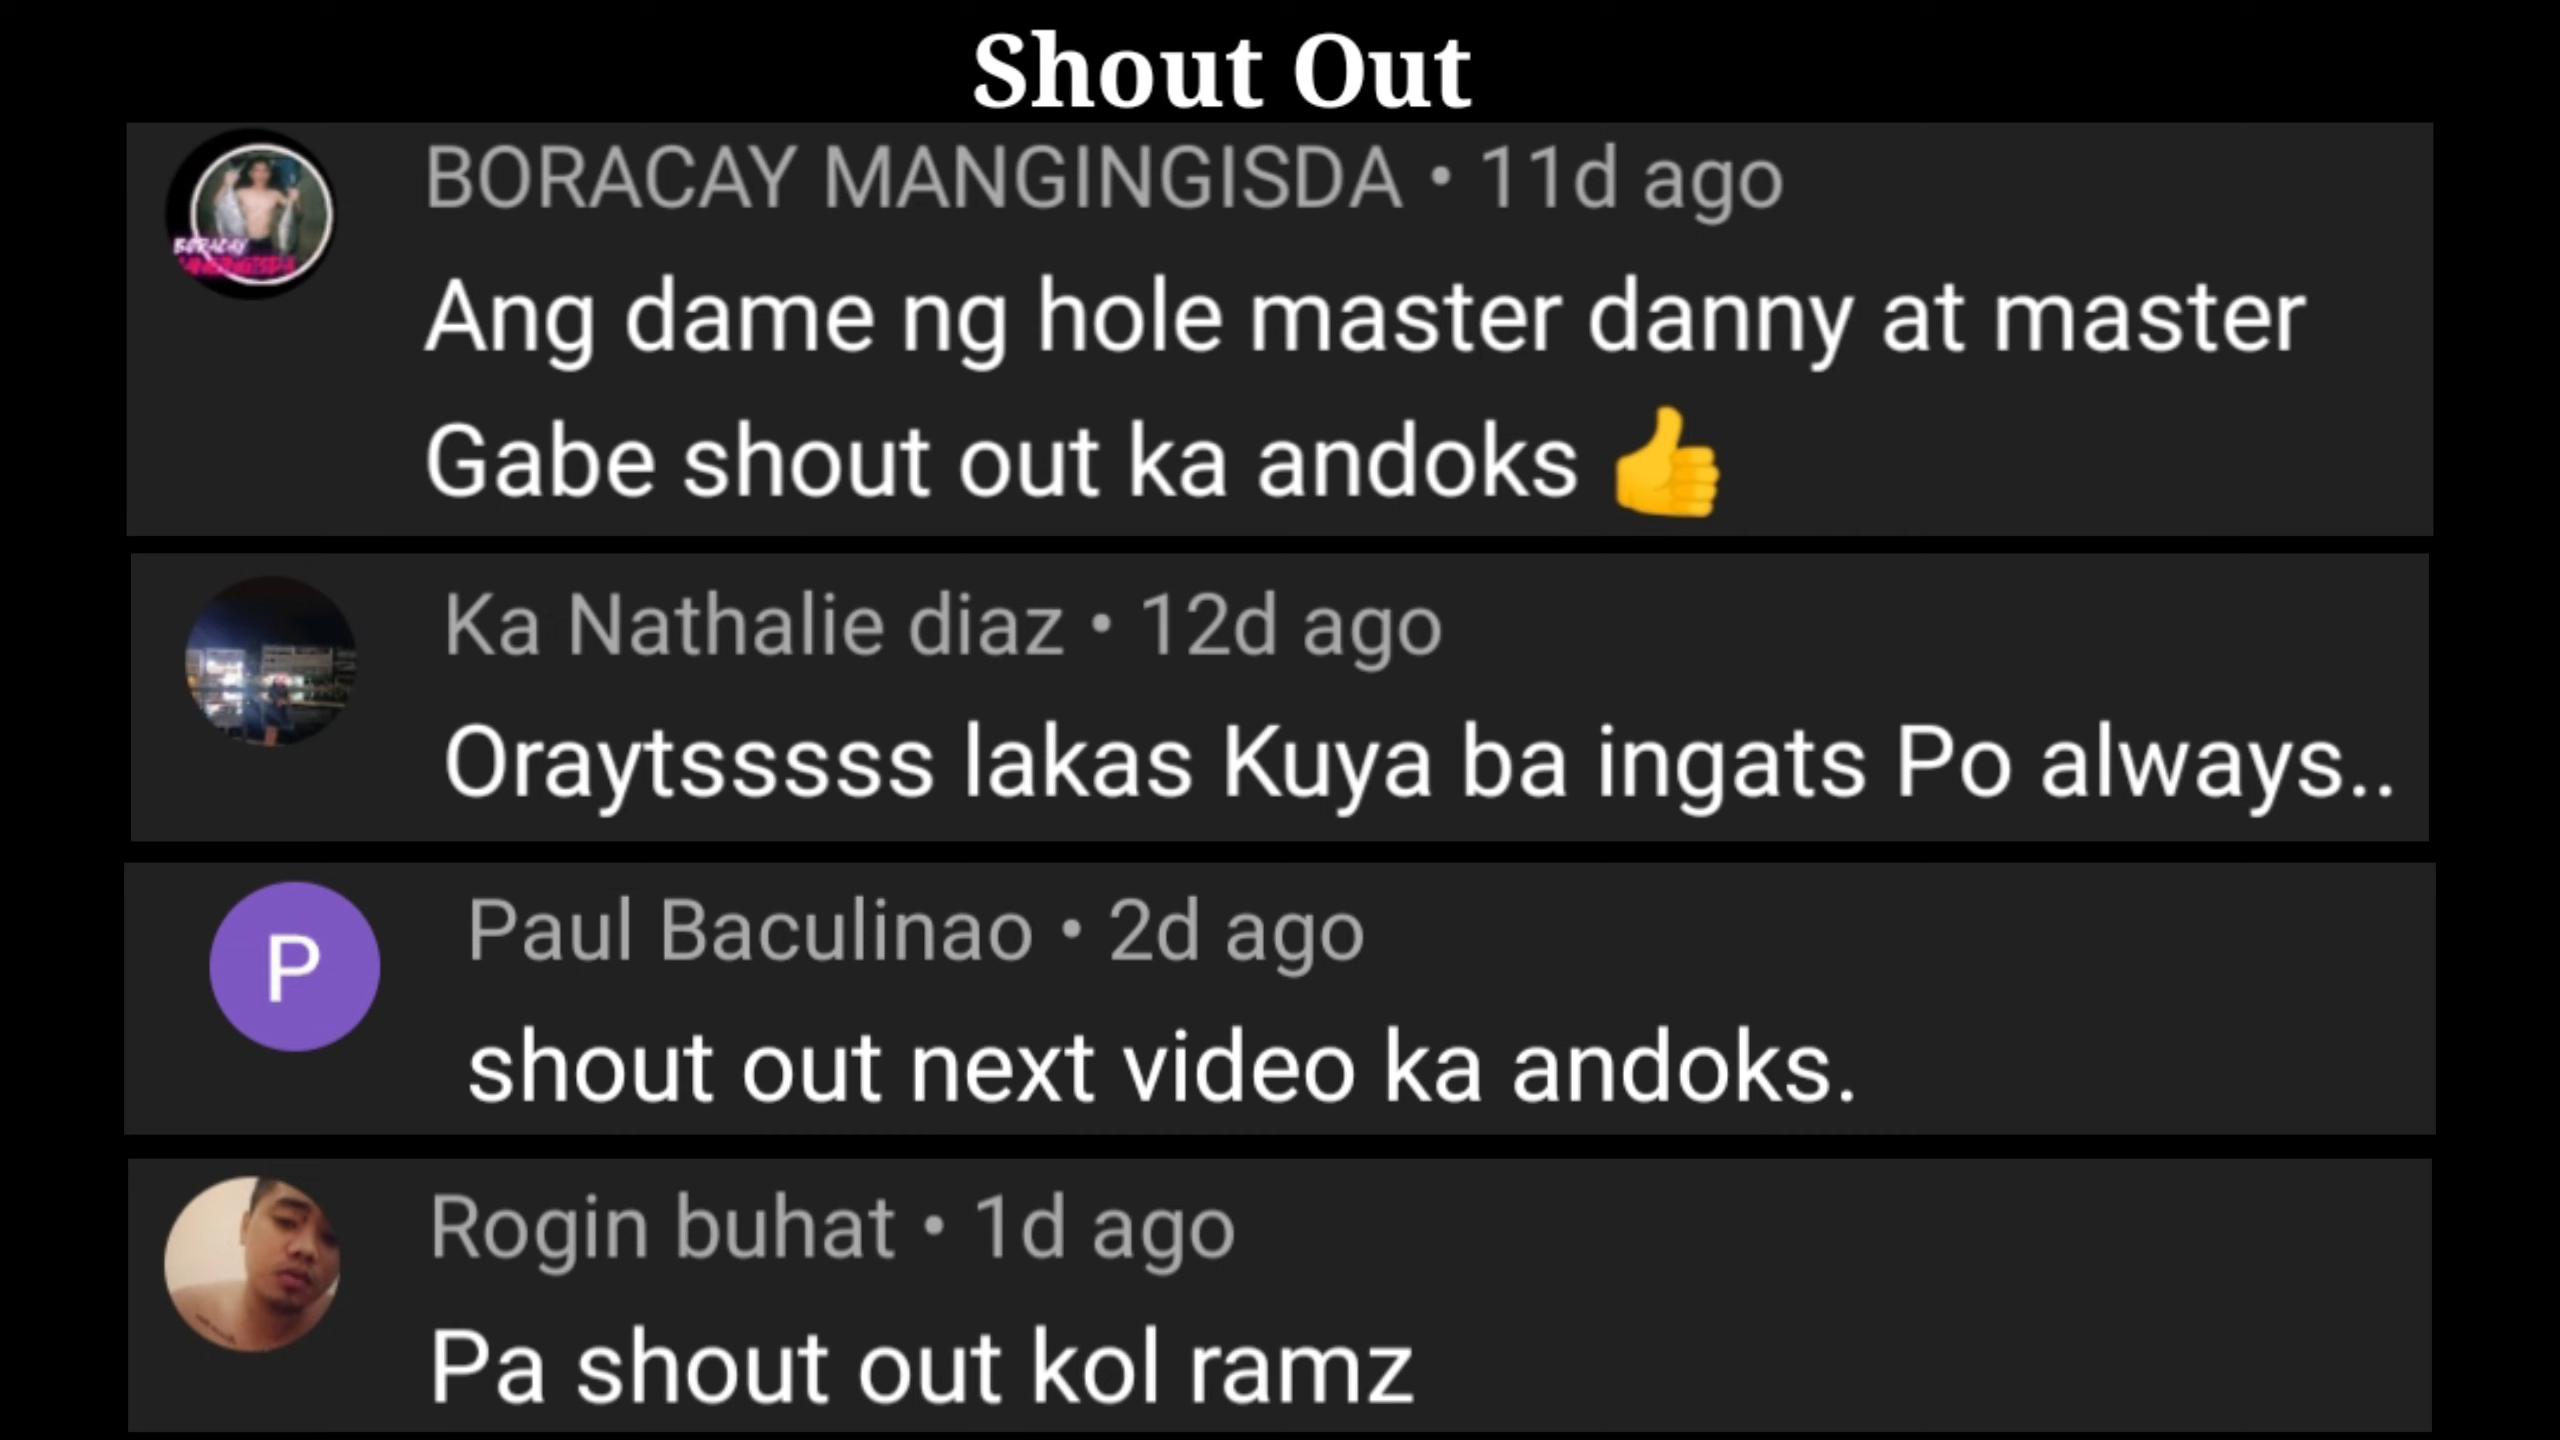 Shout Out
BORACAY MANGINGISDA • 11d ago
BORACAY
MANGINGISDA
Ang dame ng hole master danny at master
Gabe shout out ka andoks 👍
Ka Nathalie diaz • 12d ago
Oraytsssss lakas Kuya ba ingats Po always..
P
Paul Baculinao • 2d ago
shout out next video ka andoks.
Rogin buhat • 1d ago
Pa shout out kol ramz